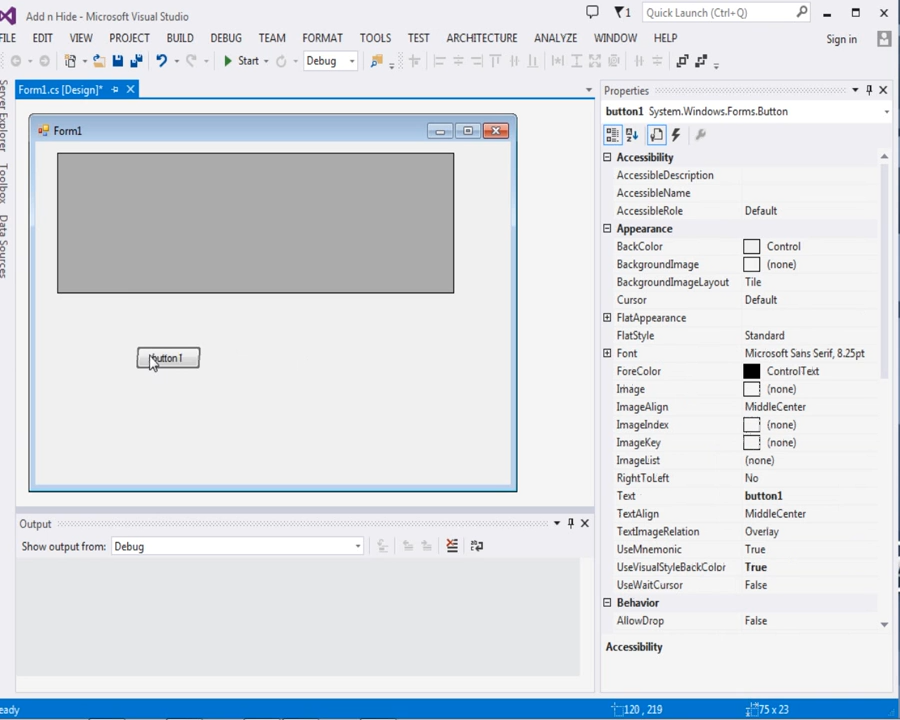 Add n Hide - Microsoft Visual Studio
1
Quick Launch (Ctrl+Q)
FILE EDIT VIEW PROJECT BUILD DEBUG TEAM FORMAT TOOLS TEST ARCHITECTURE ANALYZE WINDOW HELP
Sign in
Start
Debug
Server Explorer
Toolbox
Data Sources
Form1.cs [Design]*
Form1
button1
Output
Show output from: Debug
Properties
button1 System.Windows.Forms.Button
Accessibility
AccessibleDescription
AccessibleName
AccessibleRole Default
Appearance
BackColor Control
BackgroundImage (none)
BackgroundImageLayout Tile
Cursor Default
FlatAppearance
FlatStyle Standard
Font Microsoft Sans Serif, 8.25pt
ForeColor ControlText
Image (none)
ImageAlign MiddleCenter
ImageIndex (none)
ImageKey (none)
ImageList (none)
RightToLeft No
Text button1
TextAlign MiddleCenter
TextImageRelation Overlay
UseMnemonic True
UseVisualStyleBackColor True
UseWaitCursor False
Behavior
AllowDrop False
Accessibility
eady
120 , 219
75 x 23